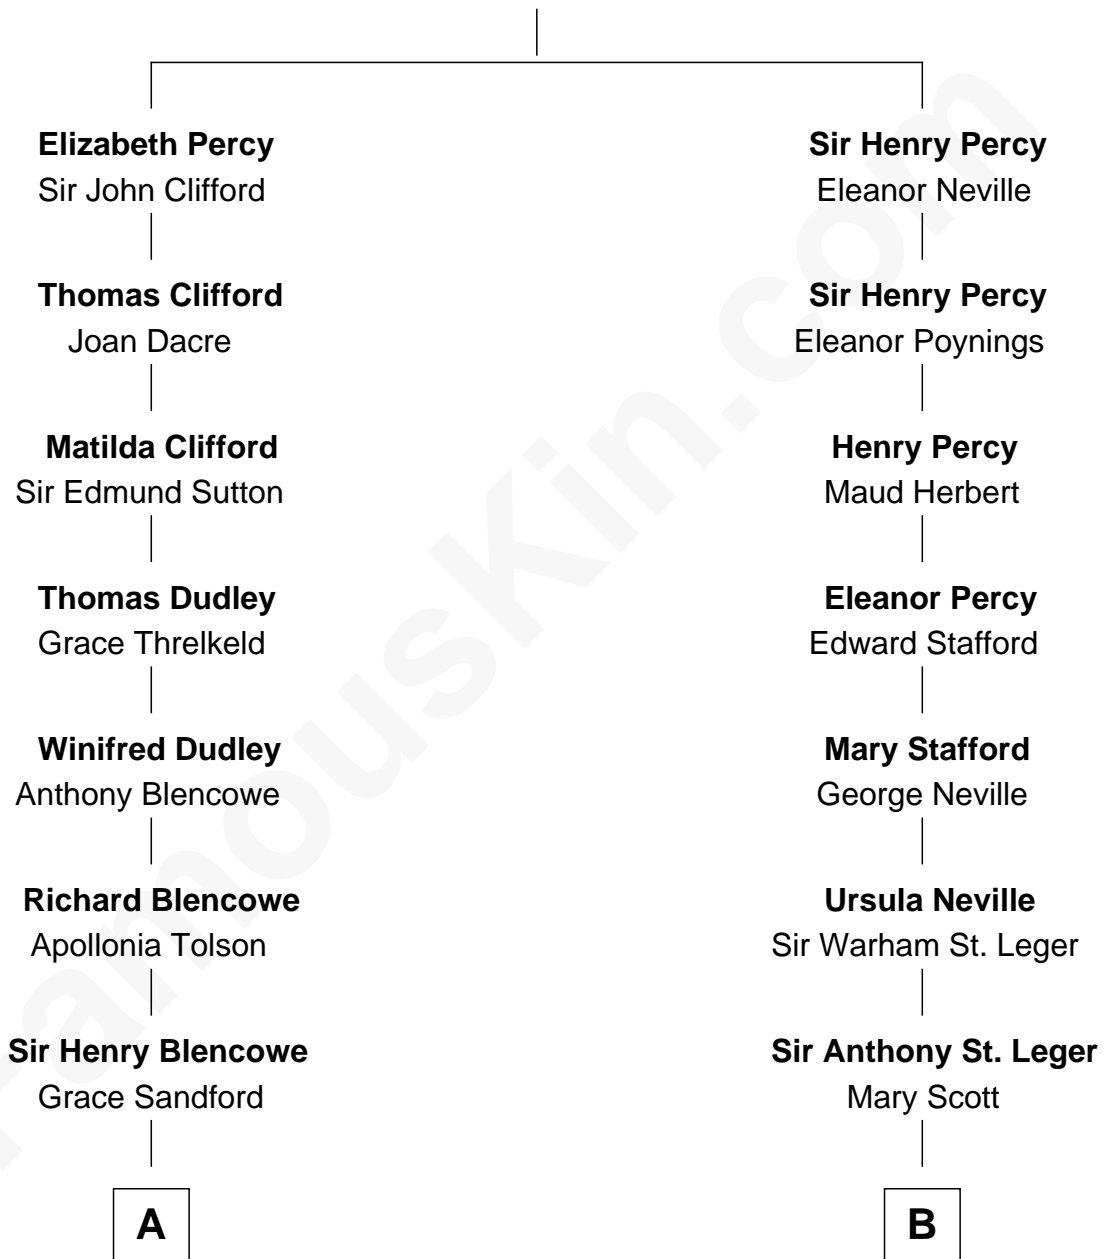 Elizabeth Percy
Sir John Clifford
Thomas Clifford
Joan Dacre
Matilda Clifford
Sir Edmund Sutton
Thomas Dudley
Grace Threlkeld
Winifred Dudley
Anthony Blencowe
Richard Blencowe
Apollonia Tolson
Sir Henry Blencowe
Grace Sandford
A
Sir Henry Percy
Eleanor Neville
Sir Henry Percy
Eleanor Poynings
Henry Percy
Maud Herbert
Eleanor Percy
Edward Stafford
Mary Stafford
George Neville
Ursula Neville
Sir Warham St. Leger
Sir Anthony St. Leger
Mary Scott
B
FamousKin.com